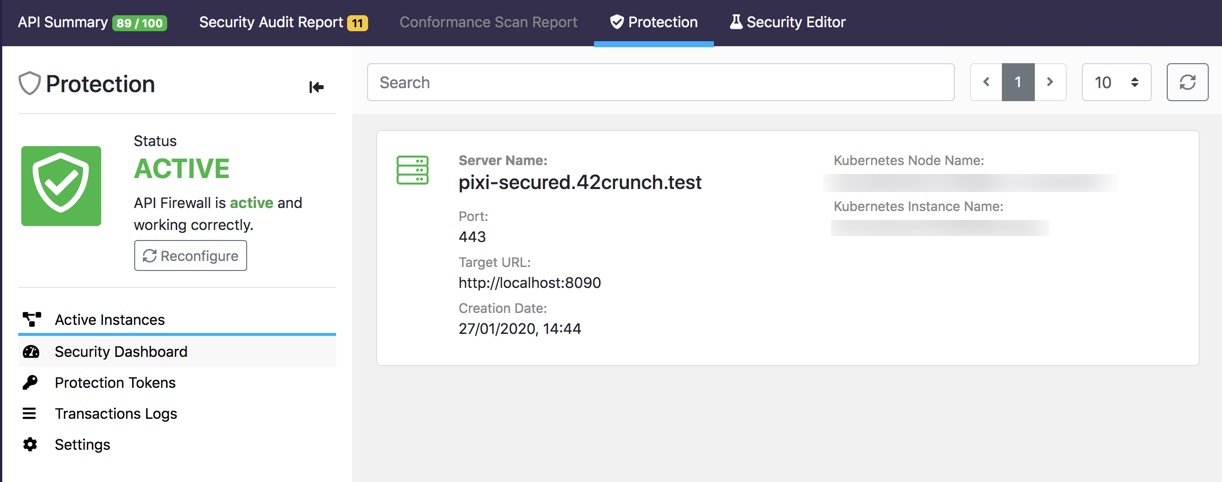 API Summary 89 / 100 Security Audit Report 11 Conformance Scan Report Protection Security Editor
Protection
Status
ACTIVE
API Firewall is active and
working correctly.
Reconfigure
Active Instances
Security Dashboard
Protection Tokens
Transactions Logs
Settings
Search
1
10
Server Name:
pixi-secured.42crunch.test
Port:
443
Target URL:
http://localhost:8090
Creation Date:
27/01/2020, 14:44
Kubernetes Node Name:
Kubernetes Instance Name: